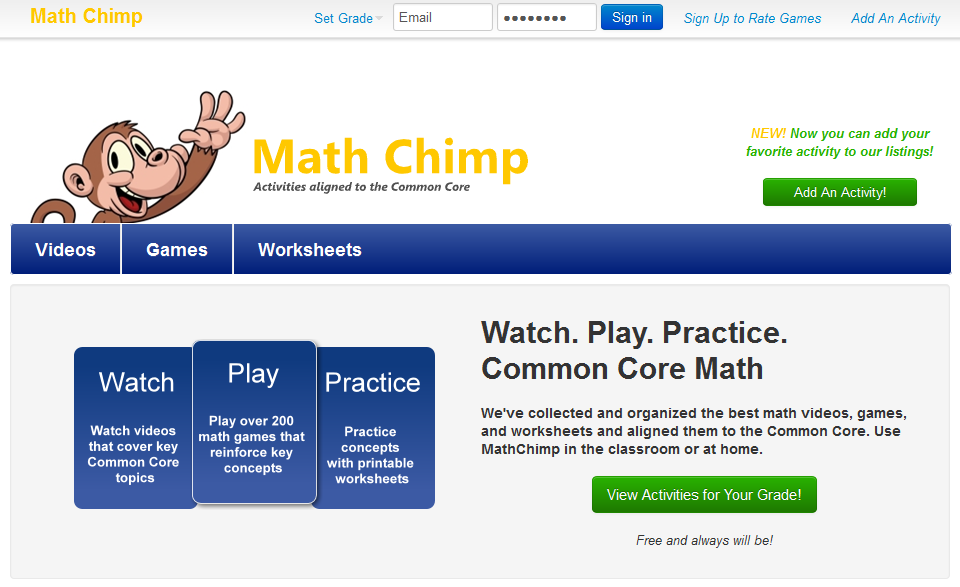 Math Chimp
Set Grade
Email
●●●●●●●●
Sign in
Sign Up to Rate Games
Add An Activity
Math Chimp
Activities aligned to the Common Core
NEW! Now you can add your
favorite activity to our listings!
Add An Activity!
Videos
Games
Worksheets
Watch
Watch videos
that cover key
Common Core
topics
Play
Play over 200
math games that
reinforce key
concepts
Practice
Practice
concepts
with printable
worksheets
Watch. Play. Practice.
Common Core Math
We've collected and organized the best math videos, games,
and worksheets and aligned them to the Common Core. Use
MathChimp in the classroom or at home.
View Activities for Your Grade!
Free and always will be!